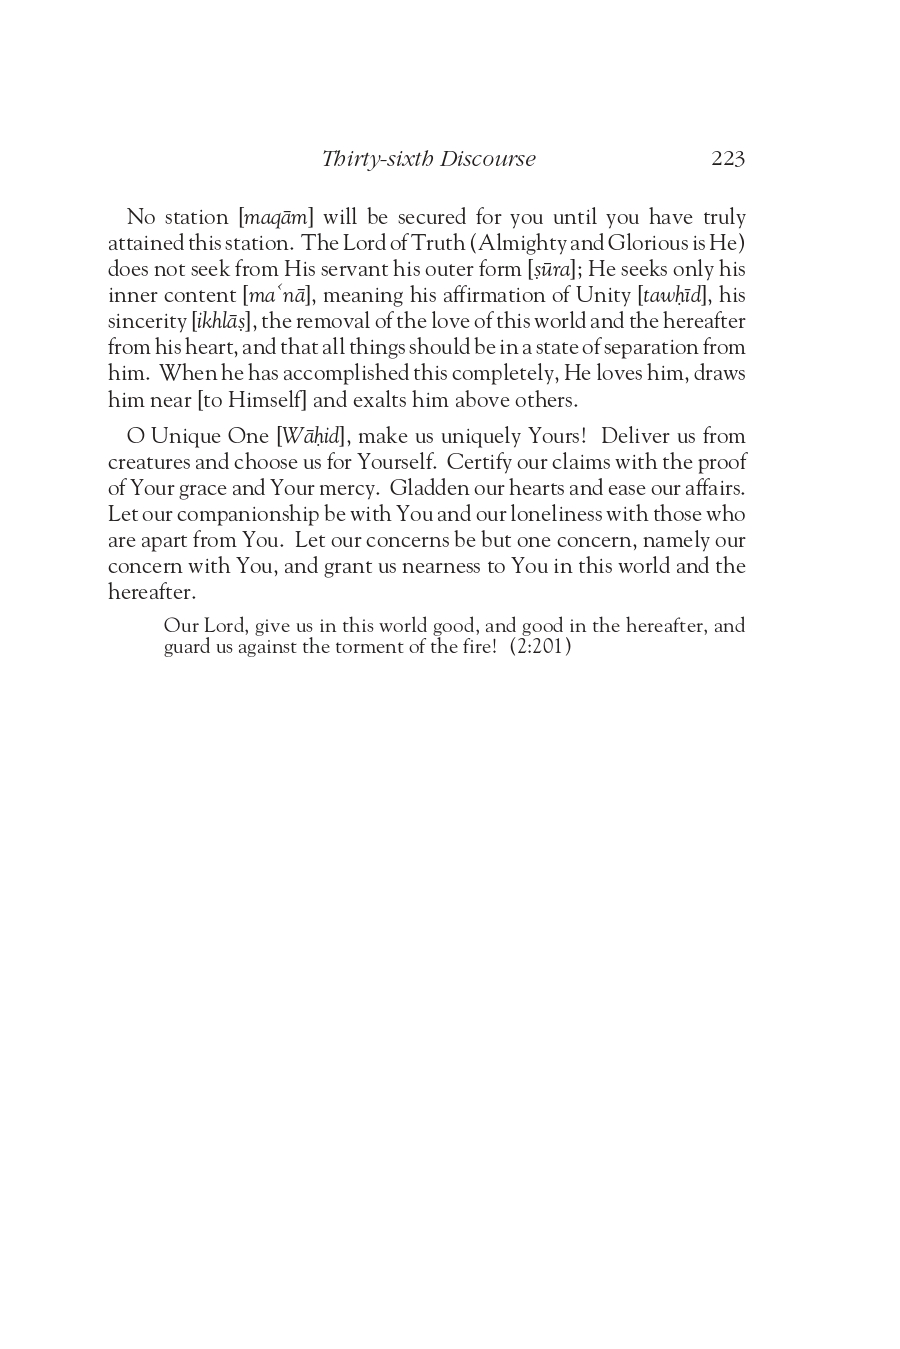 Thirty-sixth Discourse 223
No station [maqām] will be secured for you until you have truly
attained this station. The Lord of Truth (Almighty and Glorious is He)
does not seek from His servant his outer form [ṣūra]; He seeks only his
inner content [maʿnā], meaning his affirmation of Unity [tawḥīd], his
sincerity [ikhlāṣ], the removal of the love of this world and the hereafter
from his heart, and that all things should be in a state of separation from
him. When he has accomplished this completely, He loves him, draws
him near [to Himself] and exalts him above others.
O Unique One [Wāḥid], make us uniquely Yours! Deliver us from
creatures and choose us for Yourself. Certify our claims with the proof
of Your grace and Your mercy. Gladden our hearts and ease our affairs.
Let our companionship be with You and our loneliness with those who
are apart from You. Let our concerns be but one concern, namely our
concern with You, and grant us nearness to You in this world and the
hereafter.
Our Lord, give us in this world good, and good in the hereafter, and
guard us against the torment of the fire! (2:201)